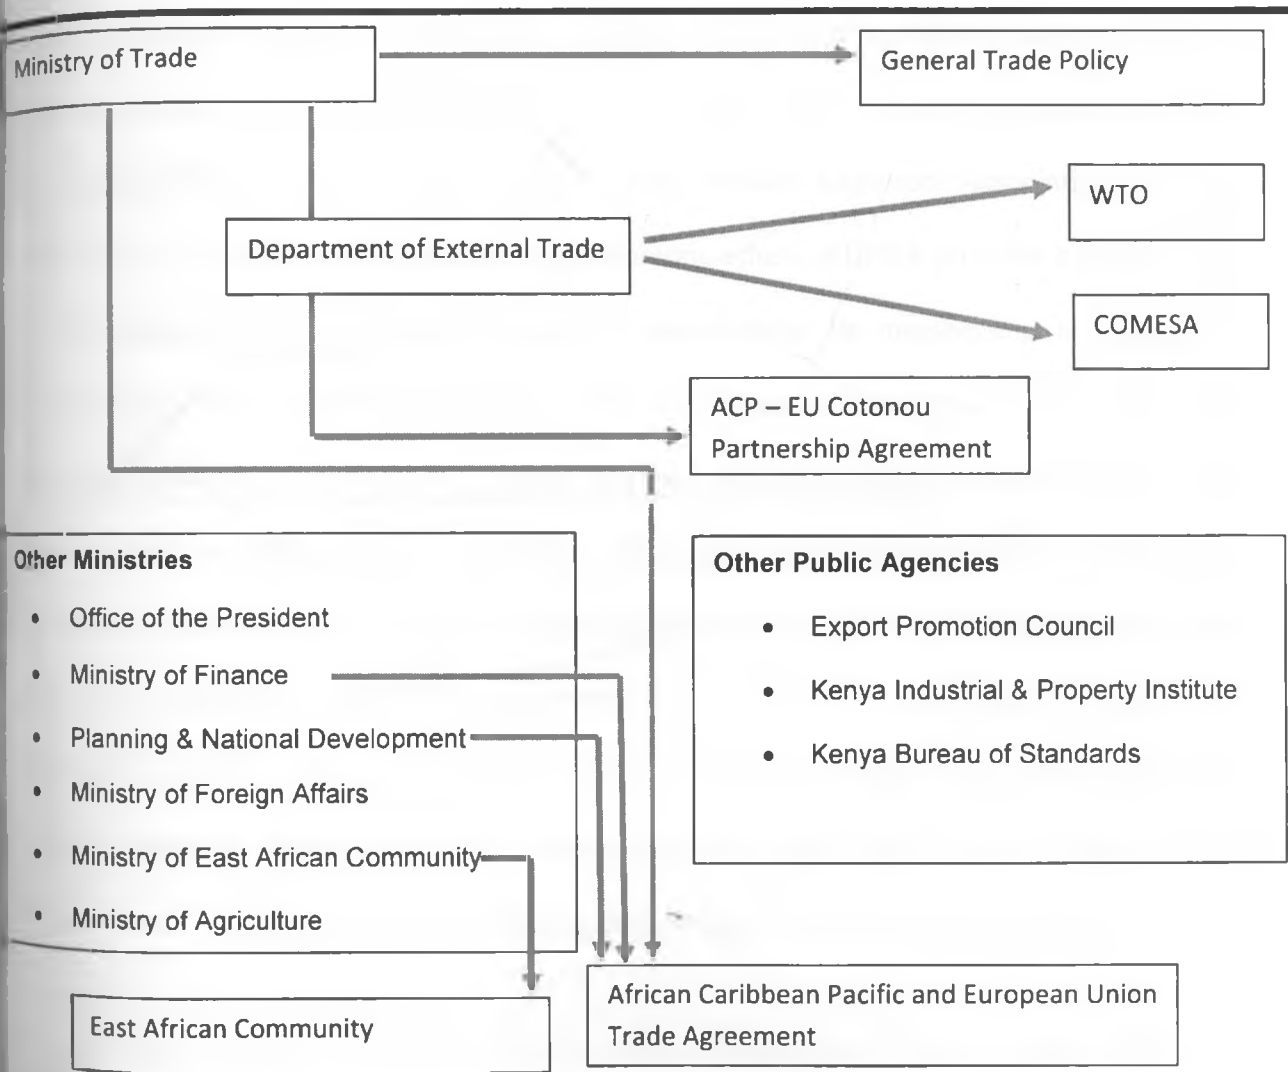 Ministry of Trade
General Trade Policy
WTO
Department of External Trade
COMESA
ACP – EU Cotonou
Partnership Agreement
Other Ministries
• Office of the President
• Ministry of Finance
• Planning & National Development
• Ministry of Foreign Affairs
• Ministry of East African Community
• Ministry of Agriculture
Other Public Agencies
• Export Promotion Council
• Kenya Industrial & Property Institute
• Kenya Bureau of Standards
East African Community
African Caribbean Pacific and European Union
Trade Agreement